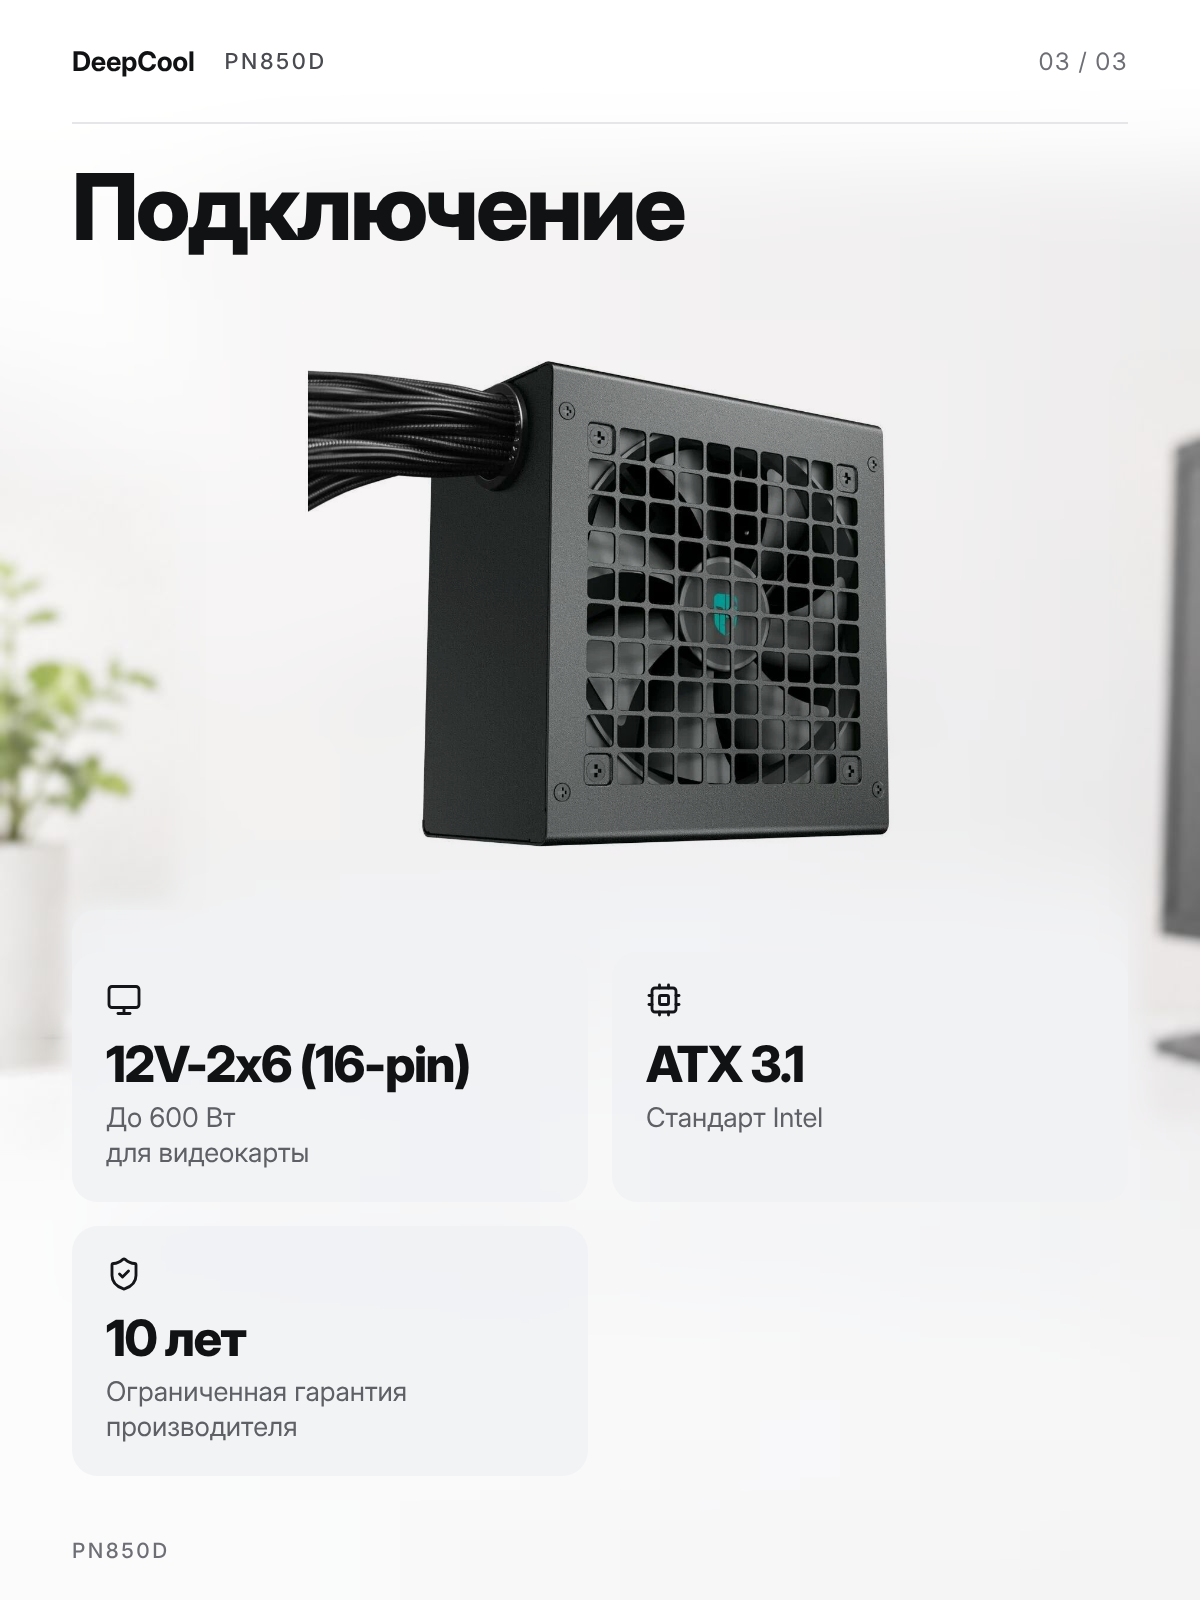 DeepCool PN850D 03 / 03
Подключение
12V-2x6 (16-pin)
До 600 Вт
для видеокарты
ATX 3.1
Стандарт Intel
10 лет
Ограниченная гарантия
производителя
PN850D